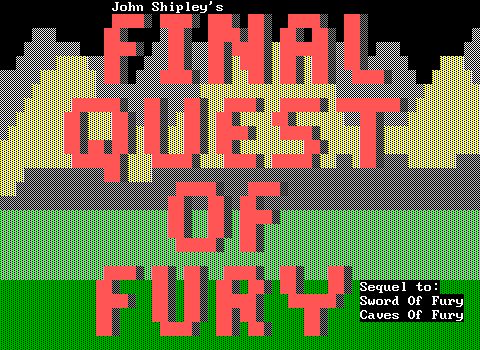 John Shipley's
FINAL
QUEST
OF
FURY
Sequel to:
Sword Of Fury
Caves Of Fury